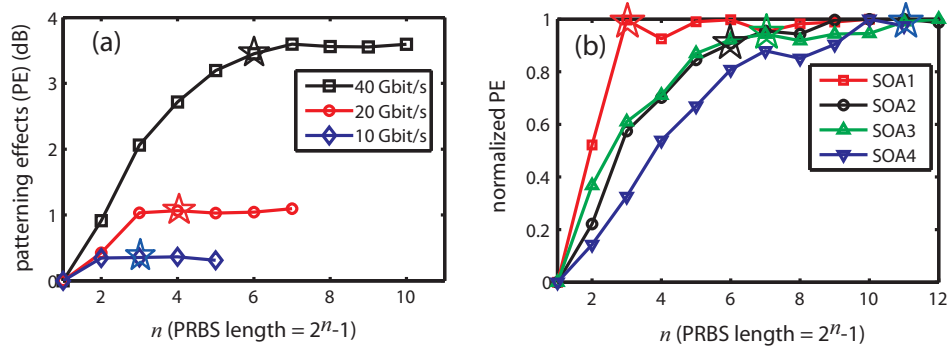 (a)
patterning effects (PE) (dB)
4
3
2
1
0
2
4
6
8
10
n (PRBS length = 2^n-1)
40 Gbit/s
20 Gbit/s
10 Gbit/s
(b)
normalized PE
1
0.8
0.6
0.4
0.2
0
2
4
6
8
10
12
n (PRBS length = 2^n-1)
SOA1
SOA2
SOA3
SOA4